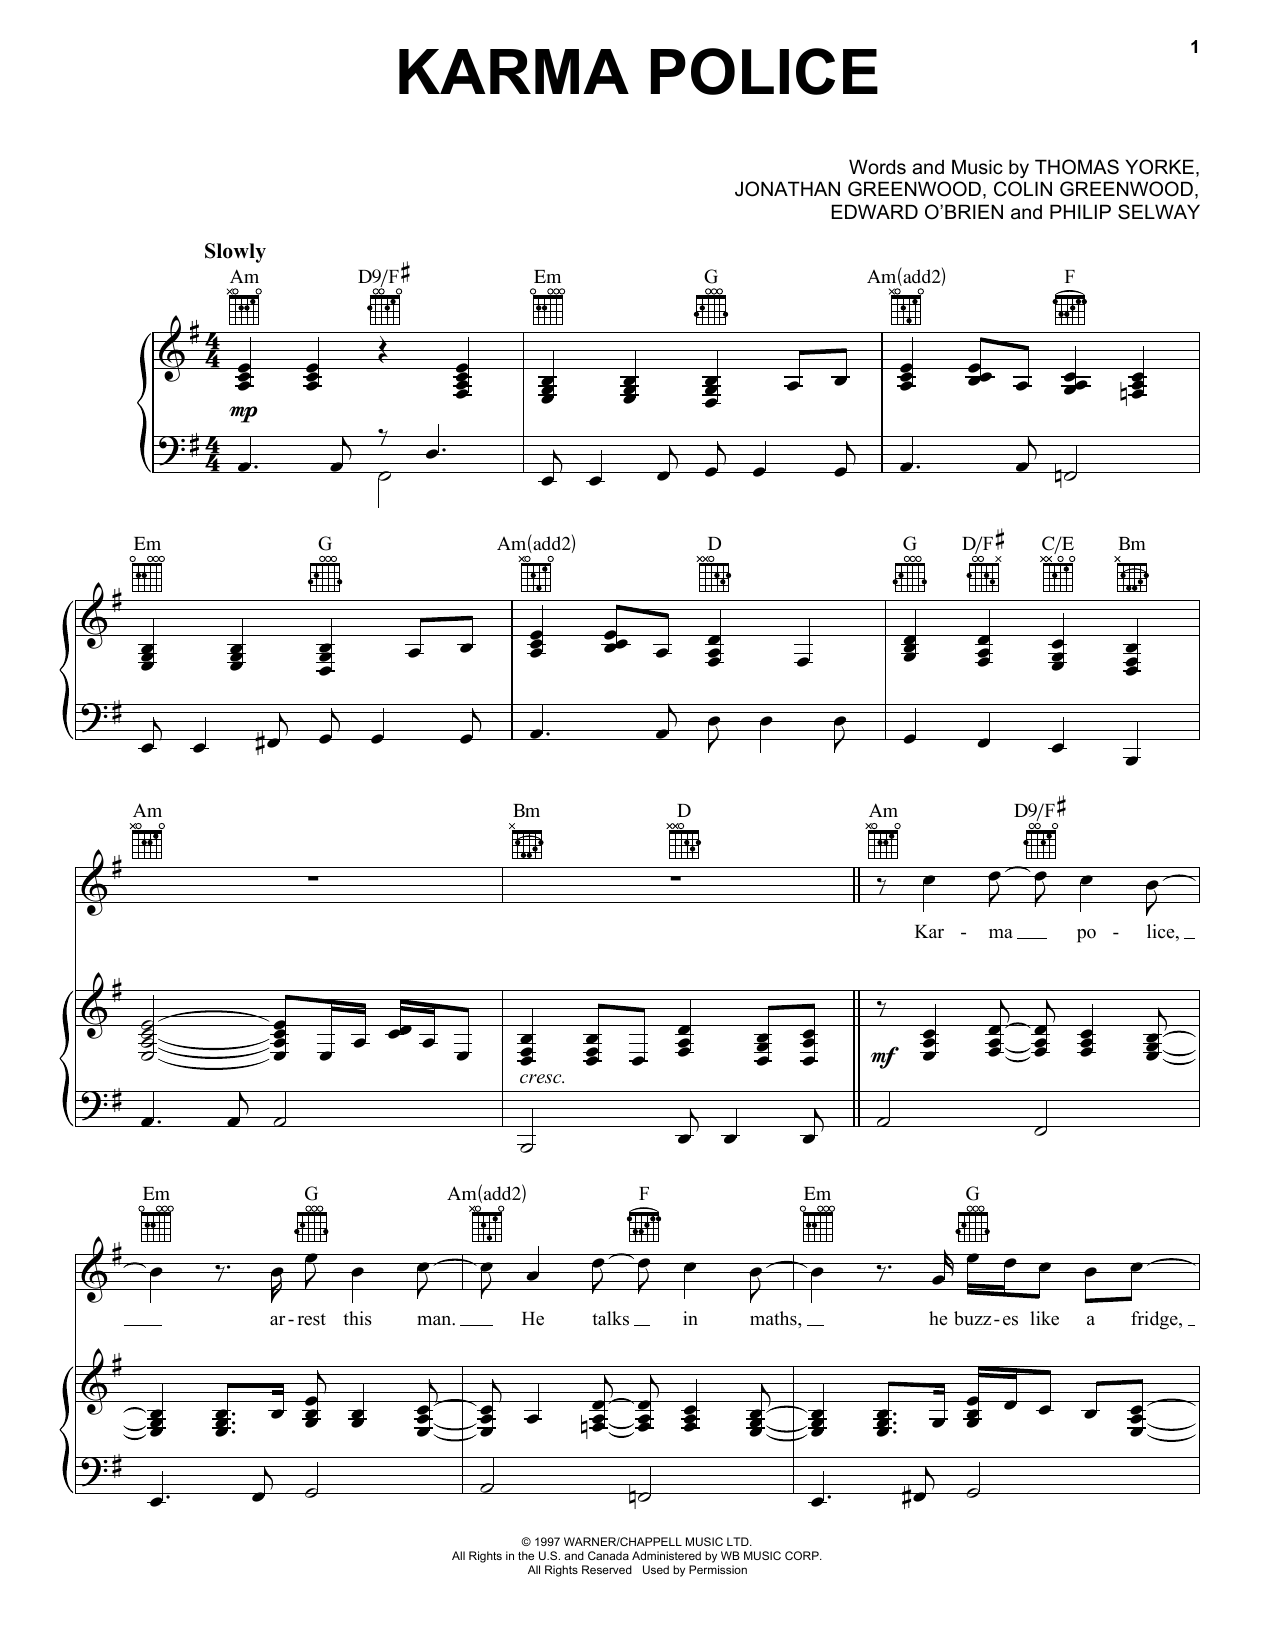 1
KARMA POLICE
Words and Music by THOMAS YORKE,
JONATHAN GREENWOOD, COLIN GREENWOOD,
EDWARD O'BRIEN and PHILIP SELWAY
Slowly
Am D9/F♯ Em G Am(add2) F
mp
Em G Am(add2) D G D/F♯ C/E Bm
Am Bm D Am D9/F♯
Kar - ma po - lice,
cresc. mf
Em G Am(add2) F Em G
ar - rest this man. He talks in maths, he buzz - es like a fridge,
© 1997 WARNER/CHAPPELL MUSIC LTD.
All Rights in the U.S. and Canada Administered by WB MUSIC CORP.
All Rights Reserved Used by Permission